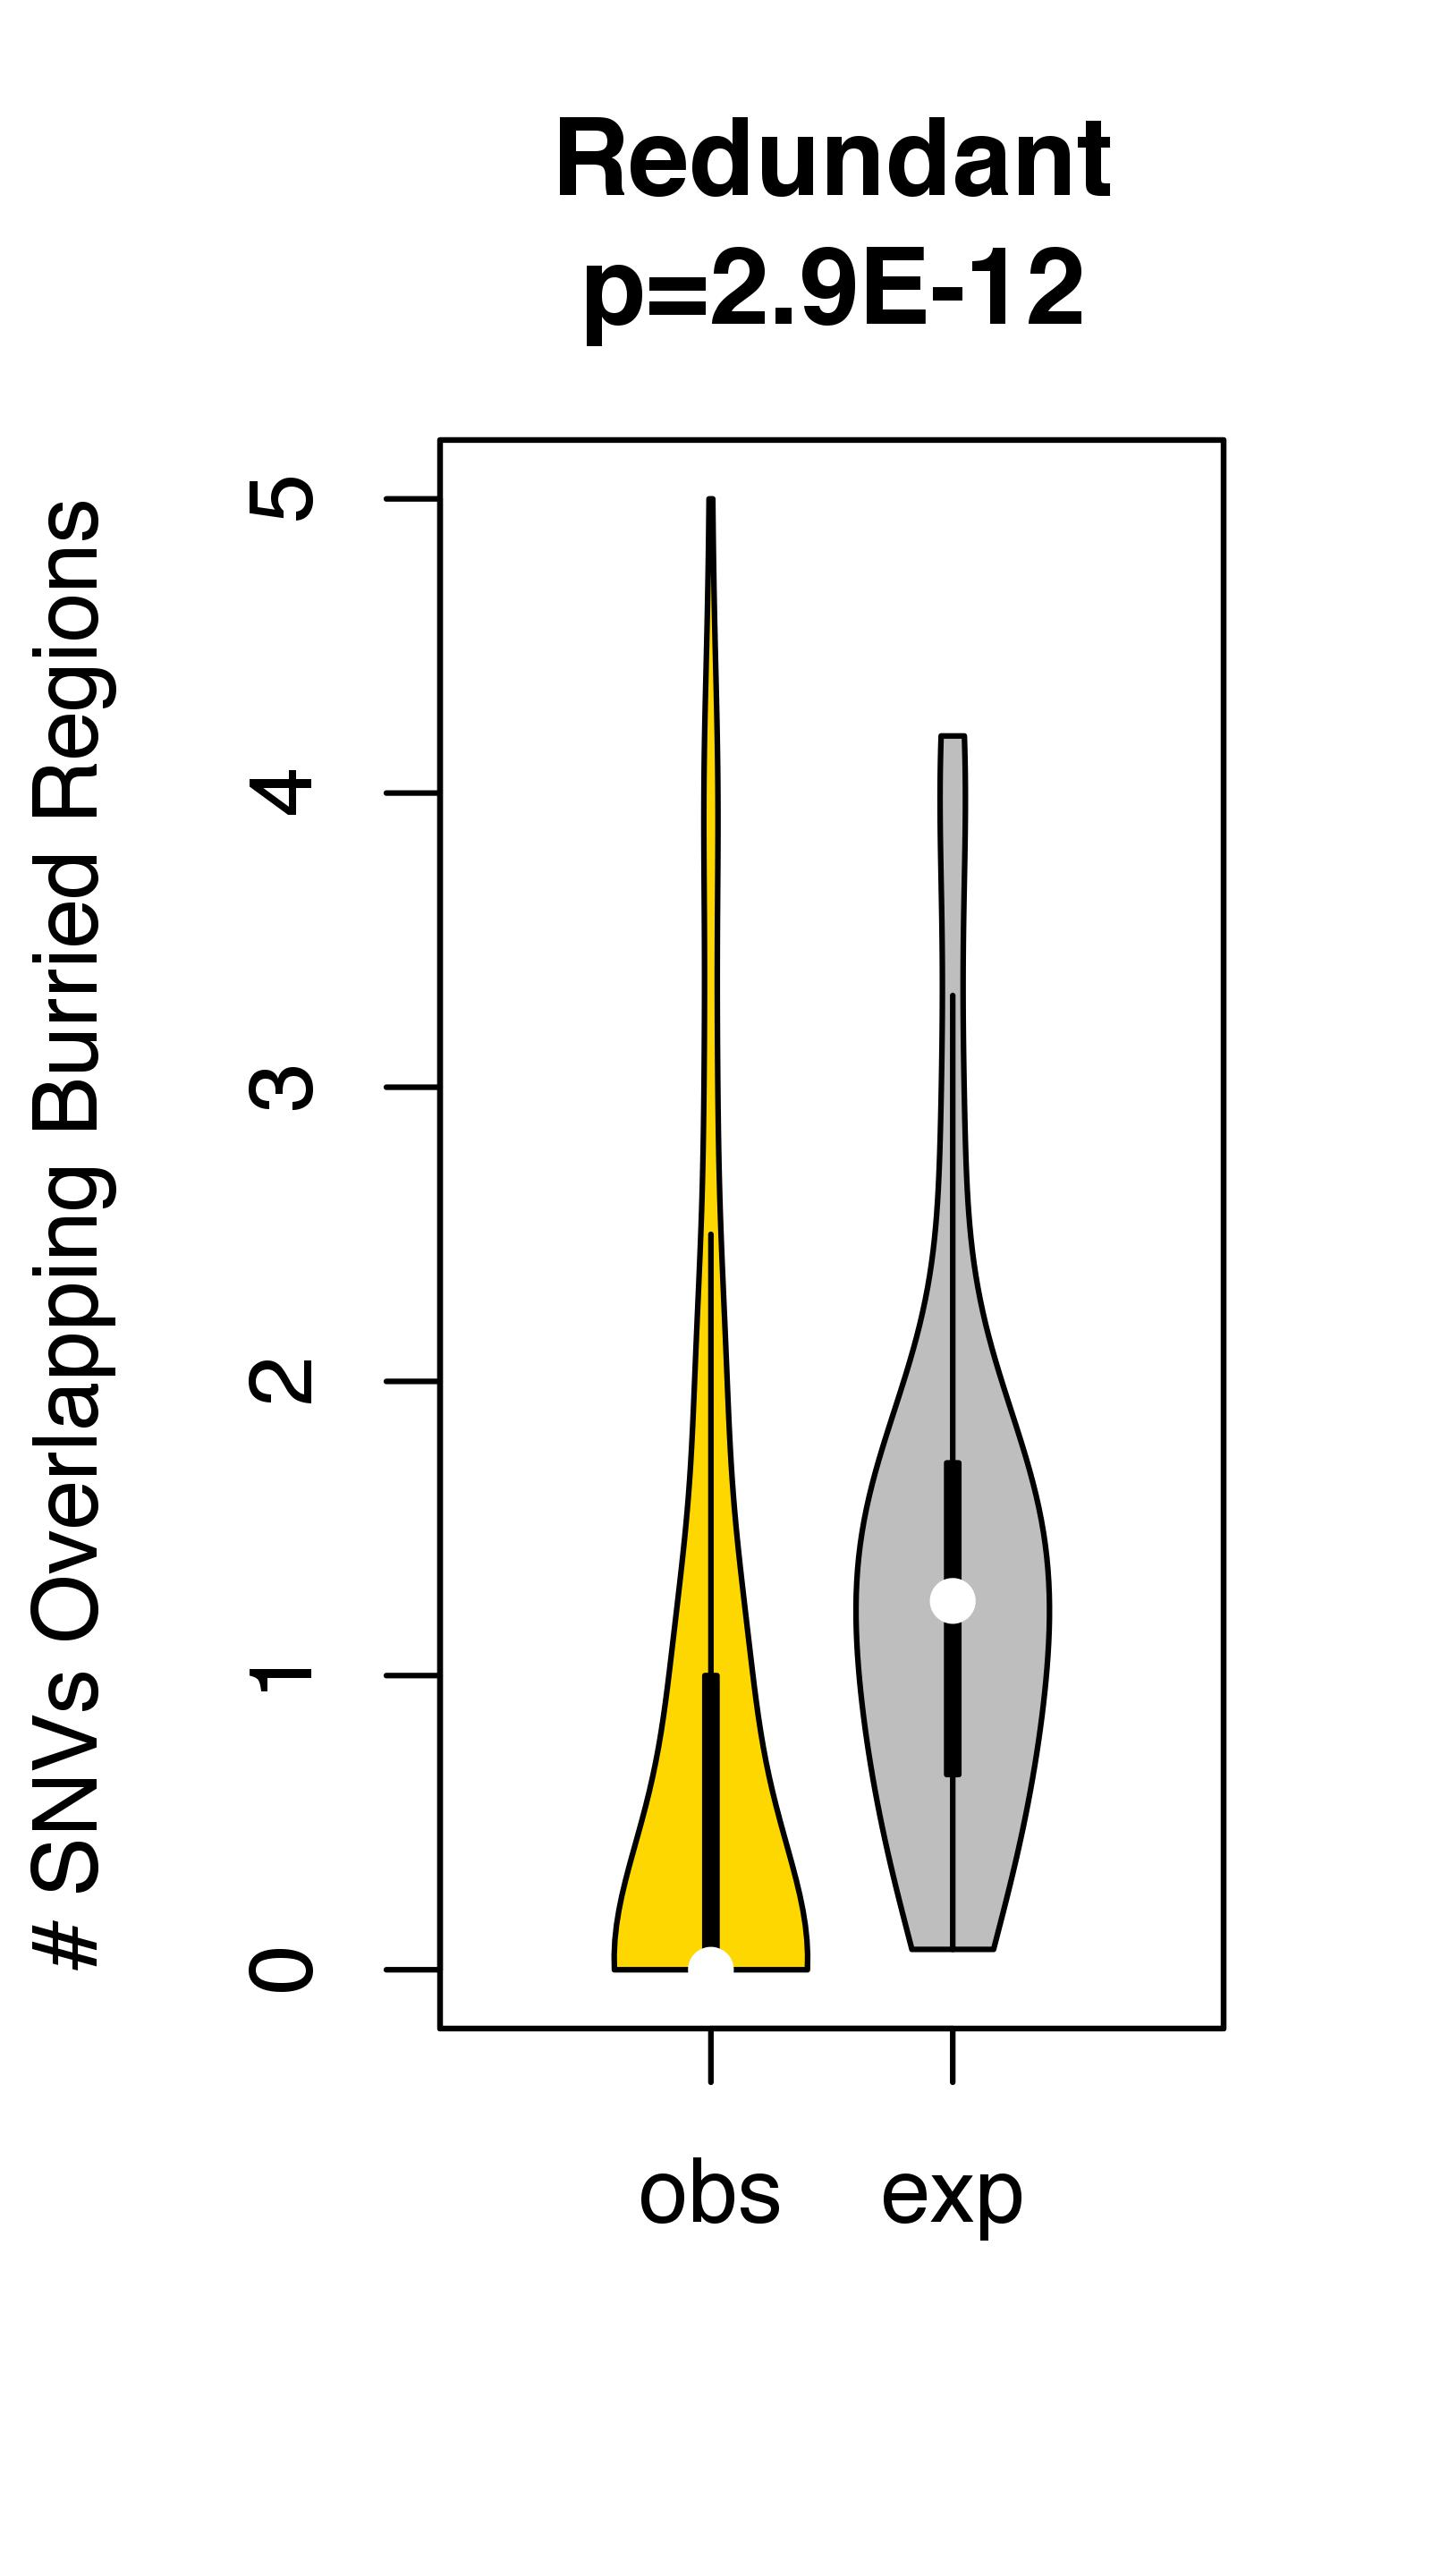 Redundant
p=2.9E-12
# SNVs Overlapping Burried Regions
5
4
3
2
1
0
obs exp